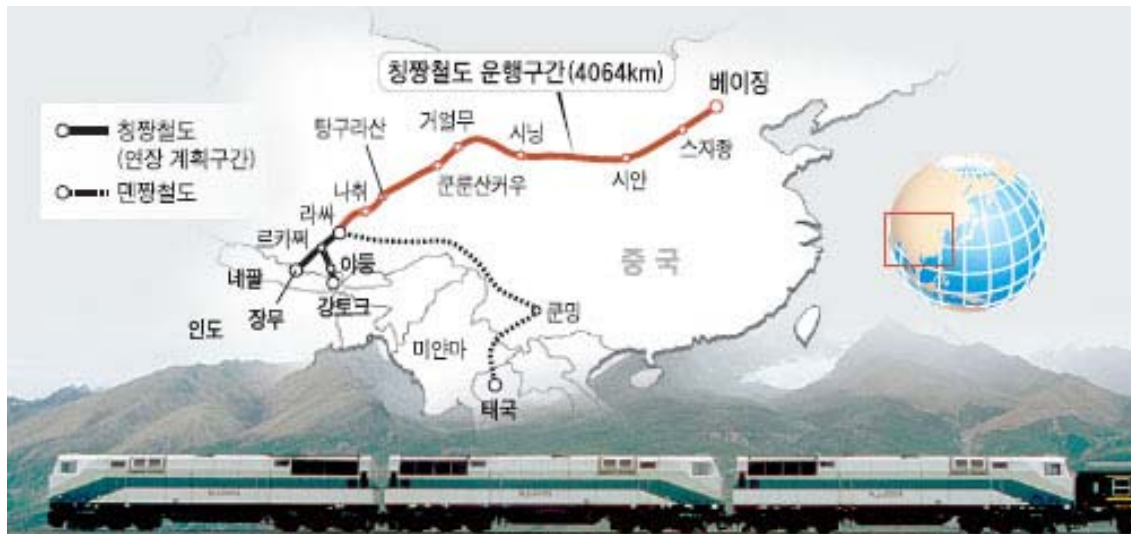 칭짱철도 운행구간(4064km)
베이징
칭짱철도
(연장 계획구간)
뎬짱철도
탕구라산
거얼무
시닝
스자좡
나취
쿤룬산커우
시안
라싸
르카쩌
중국
네팔
야둥
장무
강토크
쿤밍
인도
미얀마
태국